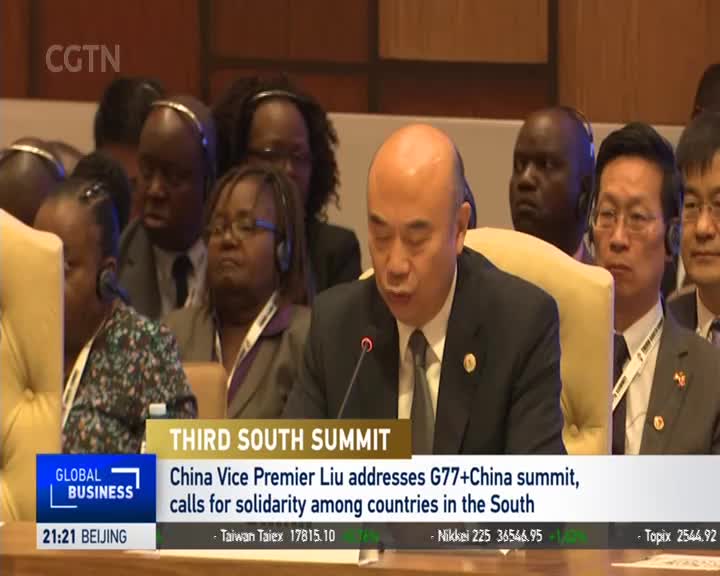 CGTN
THIRD SOUTH SUMMIT
GLOBAL
BUSINESS
China Vice Premier Liu addresses G77+China summit,
calls for solidarity among countries in the South
21:21 BEIJING
· Taiwan Taiex 17815.10 · Nikkei 225 36546.95 · Topix 2544.92